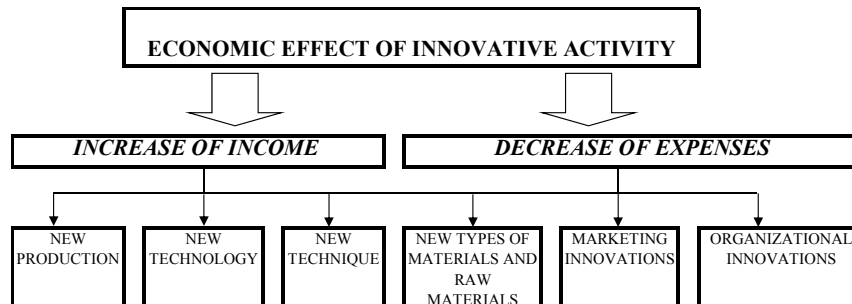 ECONOMIC EFFECT OF INNOVATIVE ACTIVITY
INCREASE OF INCOME
DECREASE OF EXPENSES
NEW
PRODUCTION
NEW
TECHNOLOGY
NEW
TECHNIQUE
NEW TYPES OF
MATERIALS AND
RAW
MATERIALS
MARKETING
INNOVATIONS
ORGANIZATIONAL
INNOVATIONS